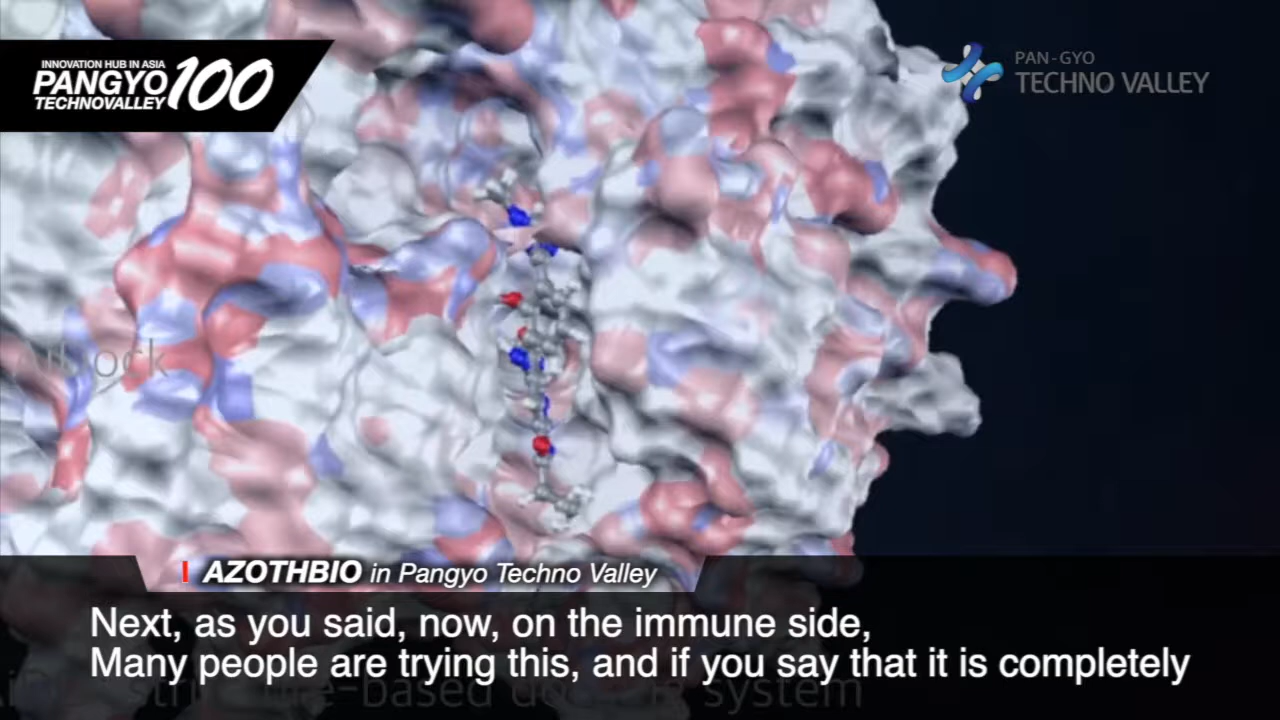 INNOVATION HUB IN ASIA
PANGYO
TECHNOVALLEY
100
PAN-GYO
TECHNO VALLEY
AZOTHBIO in Pangyo Techno Valley
Next, as you said, now, on the immune side,
Many people are trying this, and if you say that it is completely
-based
system